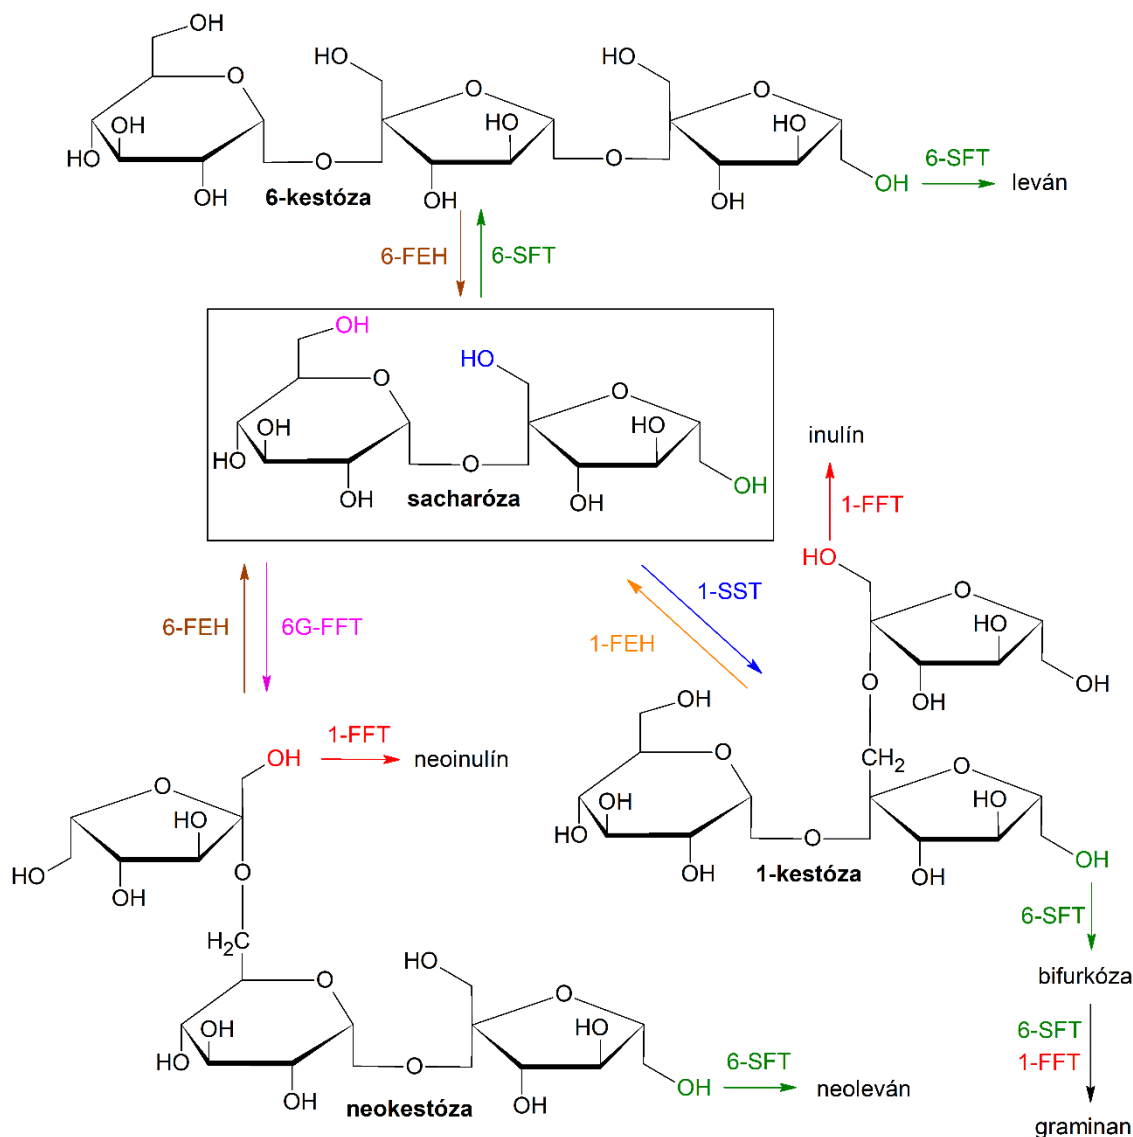 OH
HO
HO
O
O
O
OH
HO
HO
OH
HO
O
O
OH
OH
OH
OH
6-SFT
leván
6-kestóza
6-FEH
6-SFT
OH
HO
O
O
OH
HO
HO
OH
O
OH
OH
sacharóza
inulín
1-FFT
HO
6-FEH
6G-FFT
1-SST
1-FEH
O
HO
O
OH
OH
OH
1-FFT
neoinulín
OH
O
HO
HO
OH
O
O
CH2
O
OH
HO
HO
OH
O
OH
OH
1-kestóza
6-SFT
bifurkóza
6-SFT
1-FFT
graminan
H2C
HO
O
O
OH
HO
HO
OH
O
OH
OH
neokestóza
6-SFT
neoleván